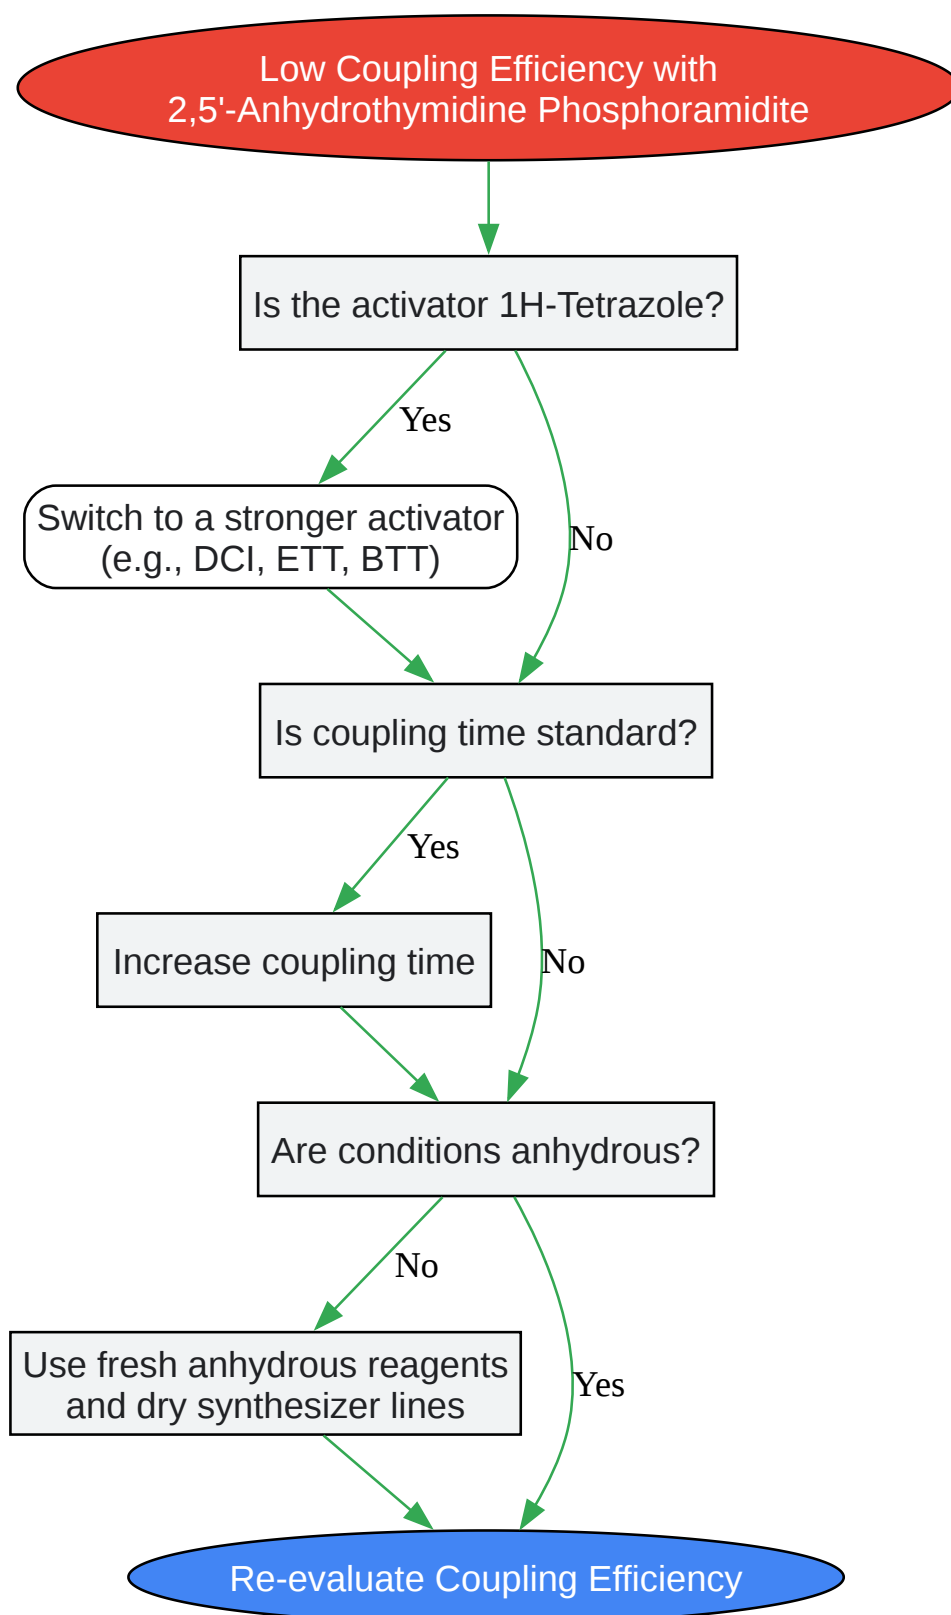 Low Coupling Efficiency with
2,5'-Anhydrothymidine Phosphoramidite
Is the activator 1H-Tetrazole?
Yes
Switch to a stronger activator
(e.g., DCI, ETT, BTT)
No
Is coupling time standard?
Yes
Increase coupling time
No
Are conditions anhydrous?
No
Use fresh anhydrous reagents
and dry synthesizer lines
Yes
Re-evaluate Coupling Efficiency